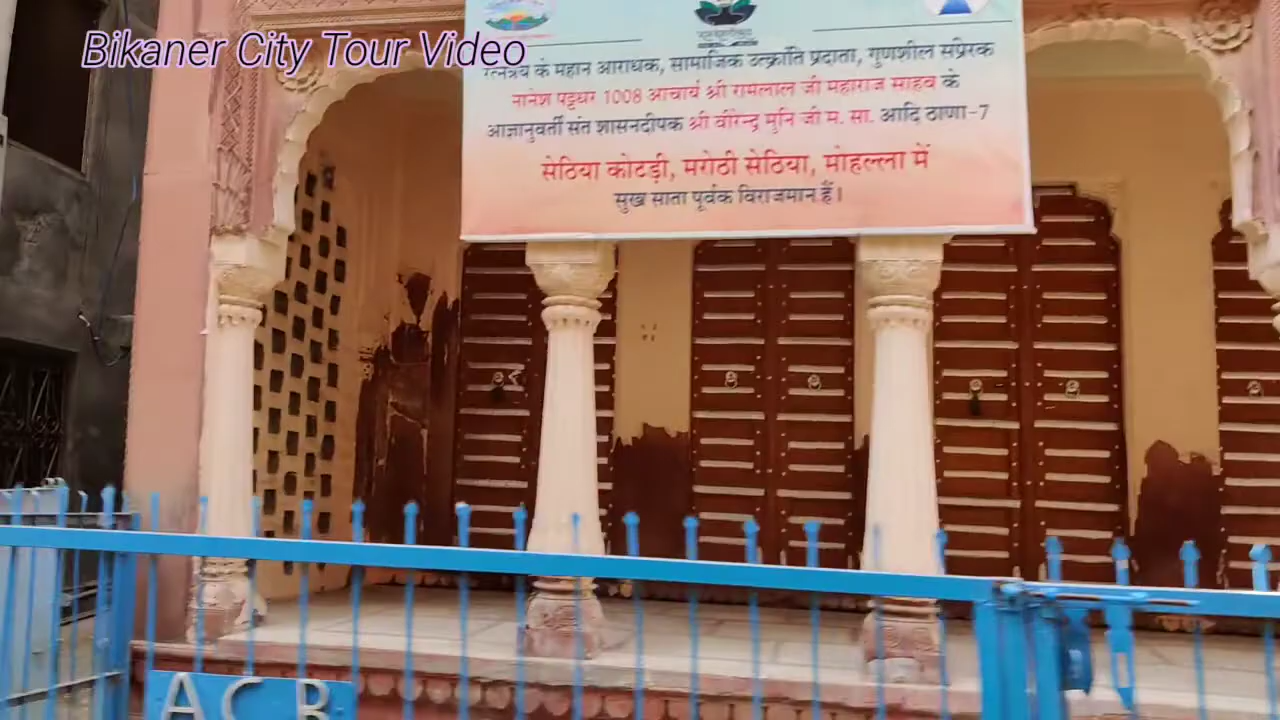 Bikaner City Tour Video
रत्नत्रय के महान आराधक, सामाजिक उत्क्रांति प्रदाता, गुणशील संप्रेरक
नानेश पट्टधर 1008 आचार्य श्री रामलाल जी महाराज साहब के
आज्ञानुवर्ती संत शासनदीपक श्री वीरेन्द्र मुनि जी म. सा. आदि ठाणा-7
सेठिया कोटड़ी, मरोठी सेठिया, मोहल्ला में
सुख साता पूर्वक विराजमान हैं।
A C B